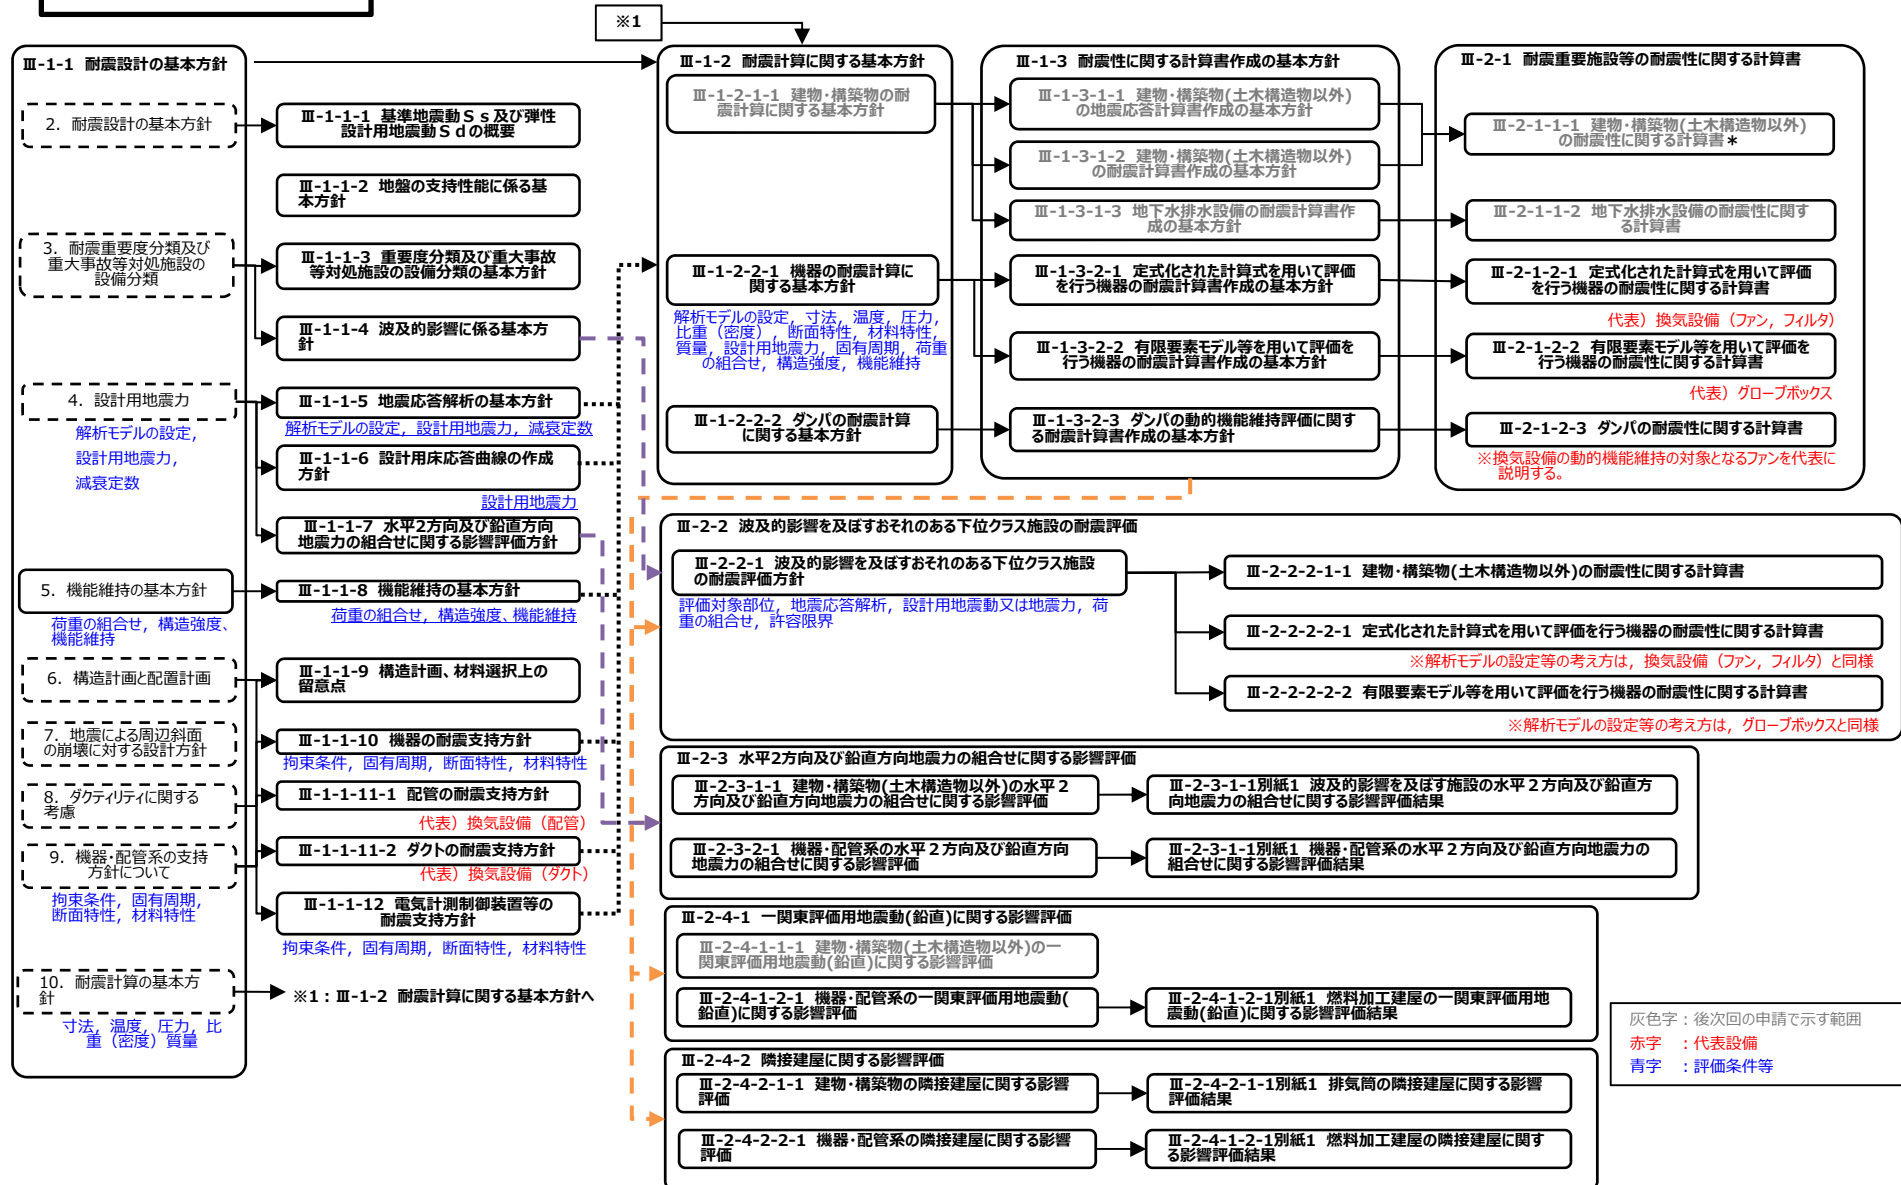 ※1
Ⅲ-1-1 耐震設計の基本方針
2. 耐震設計の基本方針
3. 耐震重要度分類及び
重大事故等対処施設の
設備分類
4. 設計用地震力
解析モデルの設定,
設計用地震力,
減衰定数
5. 機能維持の基本方針
荷重の組合せ, 構造強度、
機能維持
6. 構造計画と配置計画
7. 地震による周辺斜面
の崩壊に対する設計方針
8. ダクティリティに関する
考慮
9. 機器・配管系の支持
方針について
拘束条件, 固有周期,
断面特性, 材料特性
10. 耐震計算の基本方
針
寸法, 温度, 圧力, 比
重（密度）質量
Ⅲ-1-1-1 基準地震動Ｓｓ及び弾性
設計用地震動Ｓｄの概要
Ⅲ-1-1-2 地盤の支持性能に係る基
本方針
Ⅲ-1-1-3 重要度分類及び重大事故
等対処施設の設備分類の基本方針
Ⅲ-1-1-4 波及的影響に係る基本方
針
Ⅲ-1-1-5 地震応答解析の基本方針
解析モデルの設定, 設計用地震力, 減衰定数
Ⅲ-1-1-6 設計用床応答曲線の作成
方針
設計用地震力
Ⅲ-1-1-7 水平2方向及び鉛直方向
地震力の組合せに関する影響評価方針
Ⅲ-1-1-8 機能維持の基本方針
荷重の組合せ, 構造強度、機能維持
Ⅲ-1-1-9 構造計画、材料選択上の
留意点
Ⅲ-1-1-10 機器の耐震支持方針
拘束条件, 固有周期, 断面特性, 材料特性
Ⅲ-1-1-11-1 配管の耐震支持方針
代表）換気設備（配管）
Ⅲ-1-1-11-2 ダクトの耐震支持方針
代表）換気設備（ダクト）
Ⅲ-1-1-12 電気計測制御装置等の
耐震支持方針
拘束条件, 固有周期, 断面特性, 材料特性
※1：Ⅲ-1-2 耐震計算に関する基本方針へ
Ⅲ-1-2 耐震計算に関する基本方針
Ⅲ-1-2-1-1 建物・構築物の耐
震計算に関する基本方針
Ⅲ-1-2-2-1 機器の耐震計算に
関する基本方針
解析モデルの設定, 寸法, 温度, 圧力,
比重（密度）, 断面特性, 材料特性,
質量, 設計用地震力, 固有周期, 荷重
の組合せ, 構造強度, 機能維持
Ⅲ-1-2-2-2 ダンパの耐震計算
に関する基本方針
Ⅲ-1-3 耐震性に関する計算書作成の基本方針
Ⅲ-1-3-1-1 建物・構築物(土木構造物以外)
の地震応答計算書作成の基本方針
Ⅲ-1-3-1-2 建物・構築物(土木構造物以外)
の耐震計算書作成の基本方針
Ⅲ-1-3-1-3 地下水排水設備の耐震計算書作
成の基本方針
Ⅲ-1-3-2-1 定式化された計算式を用いて評価
を行う機器の耐震計算書作成の基本方針
Ⅲ-1-3-2-2 有限要素モデル等を用いて評価を
行う機器の耐震計算書作成の基本方針
Ⅲ-1-3-2-3 ダンパの動的機能維持評価に関す
る耐震計算書作成の基本方針
Ⅲ-2-1 耐震重要施設等の耐震性に関する計算書
Ⅲ-2-1-1-1 建物・構築物(土木構造物以外)
の耐震性に関する計算書＊
Ⅲ-2-1-1-2 地下水排水設備の耐震性に関す
る計算書
Ⅲ-2-1-2-1 定式化された計算式を用いて評価
を行う機器の耐震性に関する計算書
代表）換気設備（ファン, フィルタ）
Ⅲ-2-1-2-2 有限要素モデル等を用いて評価を
行う機器の耐震性に関する計算書
代表）グローブボックス
Ⅲ-2-1-2-3 ダンパの耐震性に関する計算書
※換気設備の動的機能維持の対象となるファンを代表に
説明する。
Ⅲ-2-2 波及的影響を及ぼすおそれのある下位クラス施設の耐震評価
Ⅲ-2-2-1 波及的影響を及ぼすおそれのある下位クラス施設
の耐震評価方針
評価対象部位, 地震応答解析, 設計用地震動又は地震力, 荷
重の組合せ, 許容限界
Ⅲ-2-2-2-1-1 建物・構築物(土木構造物以外)の耐震性に関する計算書
Ⅲ-2-2-2-2-1 定式化された計算式を用いて評価を行う機器の耐震性に関する計算書
※解析モデルの設定等の考え方は, 換気設備（ファン, フィルタ）と同様
Ⅲ-2-2-2-2-2 有限要素モデル等を用いて評価を行う機器の耐震性に関する計算書
※解析モデルの設定等の考え方は, グローブボックスと同様
Ⅲ-2-3 水平2方向及び鉛直方向地震力の組合せに関する影響評価
Ⅲ-2-3-1-1 建物・構築物(土木構造物以外)の水平２
方向及び鉛直方向地震力の組合せに関する影響評価
Ⅲ-2-3-1-1別紙1 波及的影響を及ぼす施設の水平２方向及び鉛直方
向地震力の組合せに関する影響評価結果
Ⅲ-2-3-2-1 機器・配管系の水平２方向及び鉛直方向
地震力の組合せに関する影響評価
Ⅲ-2-3-1-1別紙1 機器・配管系の水平２方向及び鉛直方向地震力の
組合せに関する影響評価結果
Ⅲ-2-4-1 一関東評価用地震動(鉛直)に関する影響評価
Ⅲ-2-4-1-1-1 建物・構築物(土木構造物以外)の一
関東評価用地震動(鉛直)に関する影響評価
Ⅲ-2-4-1-2-1 機器・配管系の一関東評価用地震動(
鉛直)に関する影響評価
Ⅲ-2-4-1-2-1別紙1 燃料加工建屋の一関東評価用地
震動(鉛直)に関する影響評価結果
Ⅲ-2-4-2 隣接建屋に関する影響評価
Ⅲ-2-4-2-1-1 建物・構築物の隣接建屋に関する影響
評価
Ⅲ-2-4-2-1-1別紙1 排気筒の隣接建屋に関する影響
評価結果
Ⅲ-2-4-2-2-1 機器・配管系の隣接建屋に関する影響
評価
Ⅲ-2-4-1-2-1別紙1 燃料加工建屋の隣接建屋に関す
る影響評価結果
灰色字：後次回の申請で示す範囲
赤字 ：代表設備
青字 ：評価条件等